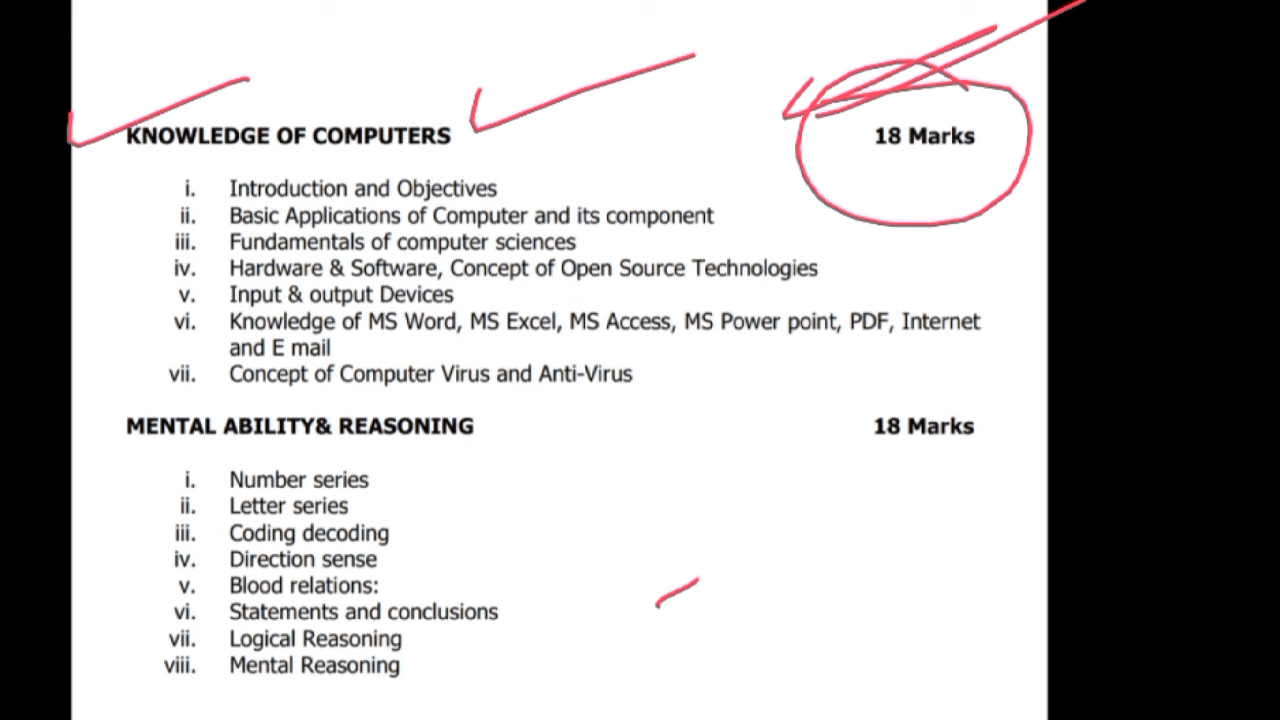 KNOWLEDGE OF COMPUTERS 18 Marks
i. Introduction and Objectives
ii. Basic Applications of Computer and its component
iii. Fundamentals of computer sciences
iv. Hardware & Software, Concept of Open Source Technologies
v. Input & output Devices
vi. Knowledge of MS Word, MS Excel, MS Access, MS Power point, PDF, Internet
and E mail
vii. Concept of Computer Virus and Anti-Virus
MENTAL ABILITY& REASONING 18 Marks
i. Number series
ii. Letter series
iii. Coding decoding
iv. Direction sense
v. Blood relations:
vi. Statements and conclusions
vii. Logical Reasoning
viii. Mental Reasoning